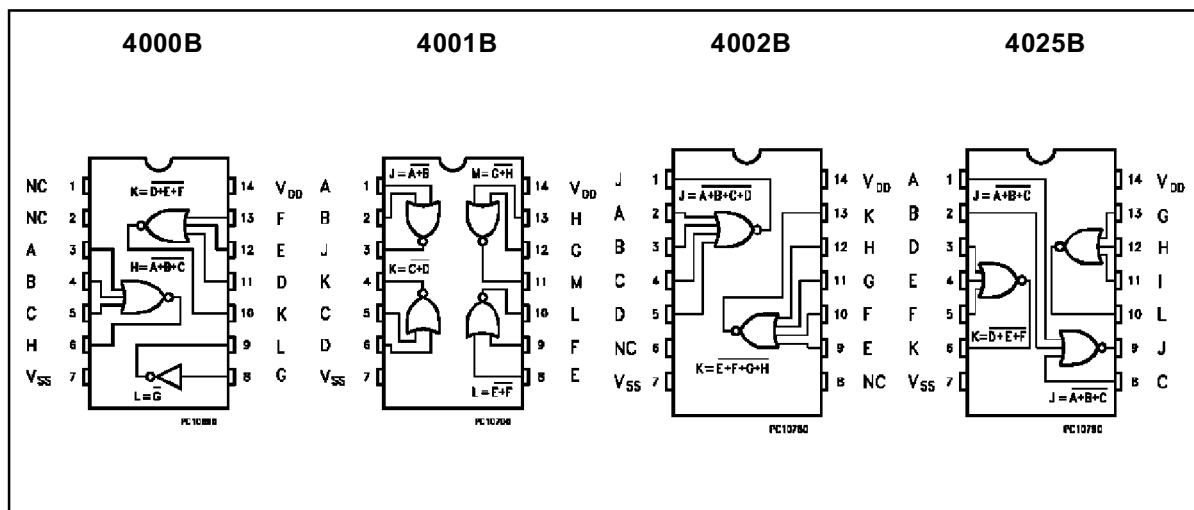 4000B
4001B
4002B
4025B
NC 1
NC 2
A 3
B 4
C 5
H 6
VSS 7
14 VDD
13 F
12 E
11 D
10 K
9 L
8 G
K=D+E+F
H=A+B+C
L=G
A 1
B 2
J 3
K 4
C 5
D 6
VSS 7
14 VDD
13 H
12 G
11 M
10 L
9 F
8 E
J=A+B
M=G+H
K=C+D
L=E+F
J 1
A 2
B 3
C 4
D 5
NC 6
VSS 7
14 VDD
13 K
12 H
11 G
10 F
9 E
8 NC
J=A+B+C+D
K=E+F+G+H
PC10760
A 1
B 2
D 3
E 4
F 5
K 6
VSS 7
14 VDD
13 G
12 H
11 I
10 L
9 J
8 C
J=A+B+C
K=D+E+F
J=A+B+C